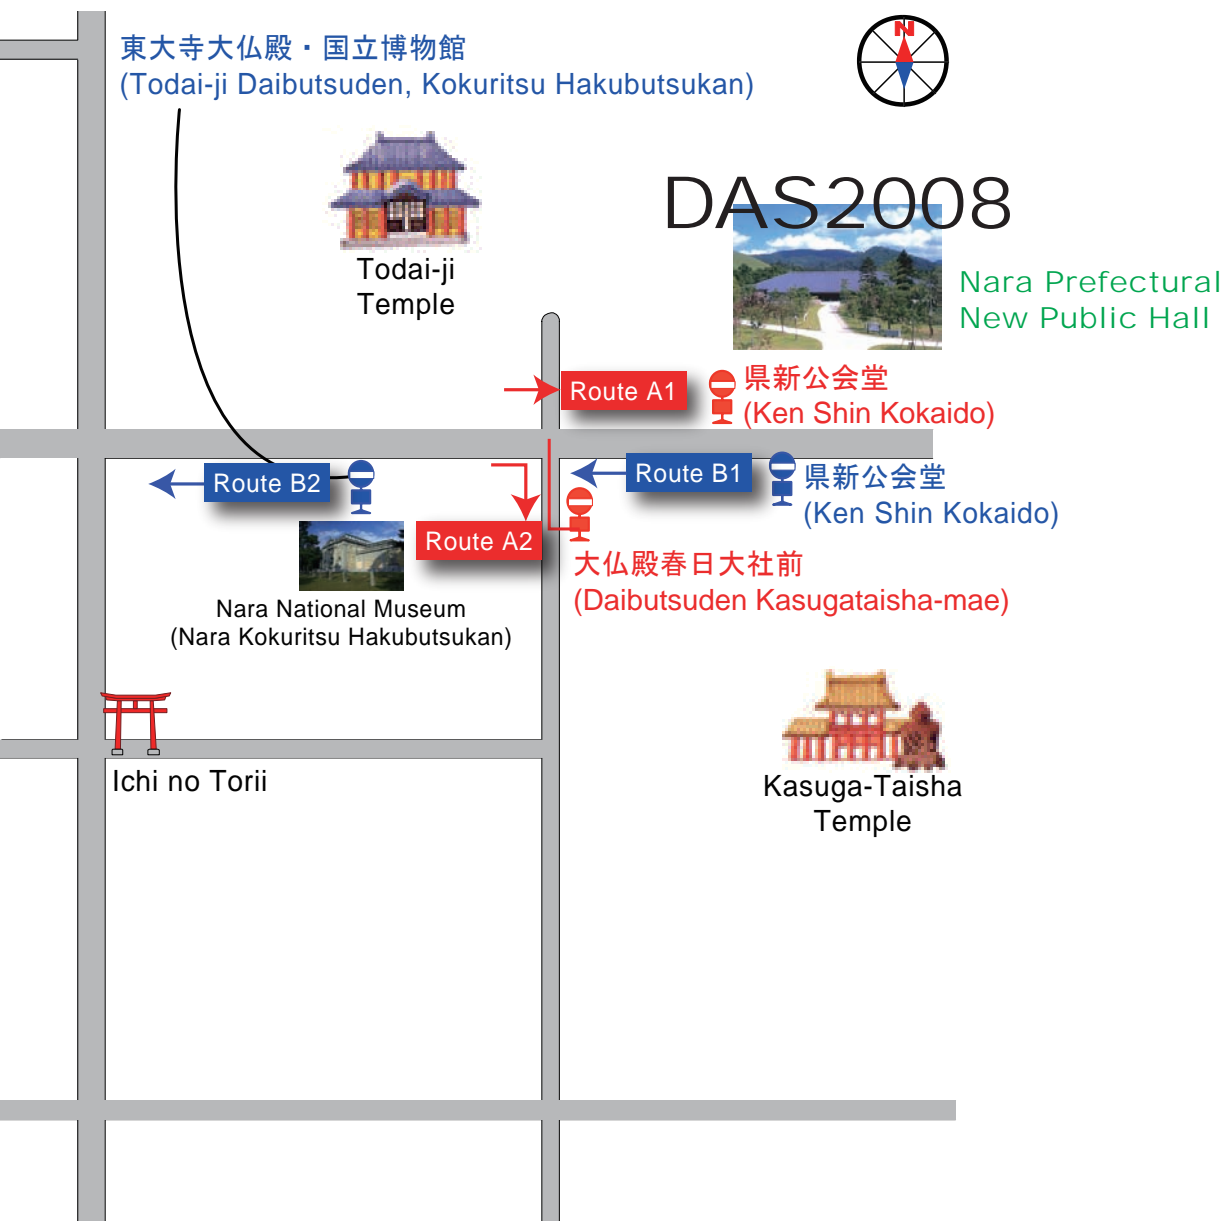 東大寺大仏殿・国立博物館
(Todai-ji Daibutsuden, Kokuritsu Hakubutsukan)
N
DAS2008
Todai-ji
Temple
Nara Prefectural
New Public Hall
Route A1
県新公会堂
(Ken Shin Kokaido)
Route B2
Route B1
県新公会堂
(Ken Shin Kokaido)
Route A2
大仏殿春日大社前
(Daibutsuden Kasugataisha-mae)
Nara National Museum
(Nara Kokuritsu Hakubutsukan)
Ichi no Torii
Kasuga-Taisha
Temple